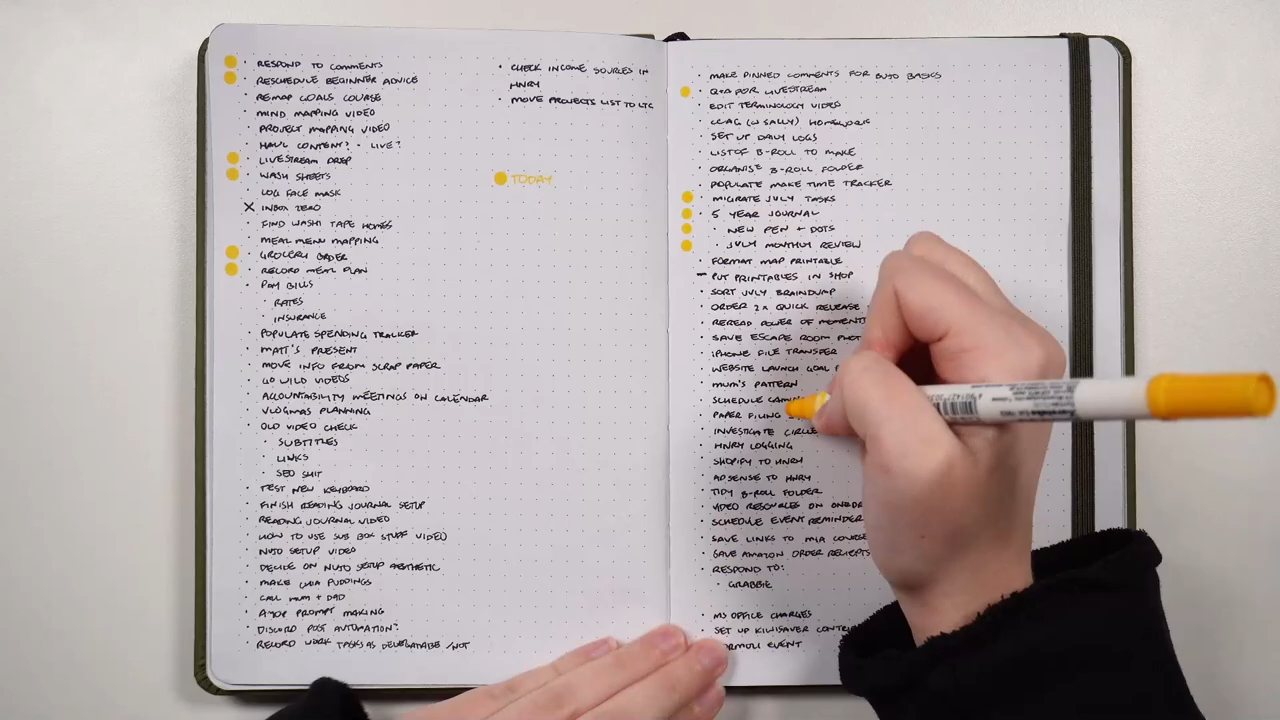 • RESPOND TO COMMENTS
• RESCHEDULE BEGINNER ADVICE
REMAP GOALS COURSE
• MIND MAPPING VIDEO
• PROJECT MAPPING VIDEO
• HAUL CONTENT? - LIVE?
• LIVESTREAM PREP
• WASH SHEETS
• LOG FACE MASK
X INBOX ZERO
• FIND WASHI TAPE HOMES
• MEAL MENU MAPPING
• GROCERY ORDER
• RECORD MEAL PLAN
• PAY BILLS
• RATES
• INSURANCE
• POPULATE SPENDING TRACKER
• MATT'S PRESENT
• MOVE INFO FROM SCRAP PAPER
• GO WILD VIDEOS
• ACCOUNTABILITY MEETINGS ON CALENDAR
• VLOGMAS PLANNING
• OLD VIDEO CHECK
• SUBTITLES
• LINKS
• SEO SHIT
• TEST NEW KEYBOARD
• FINISH READING JOURNAL SETUP
• READING JOURNAL VIDEO
• HOW TO USE SUB BOX STUFF VIDEO
• NUTO SETUP VIDEO
• DECIDE ON NUTO SETUP AESTHETIC
• MAKE CHIA PUDDINGS
• CALL MUM + DAD
• PROMPT MAKING
• DISCORD POST AUTOMATION?
• RECORD WORK TASKS AS DELEGATABLE/NOT
• CHECK INCOME SOURCES IN
HNRY
• MOVE PROJECTS LIST TO LTC
TODAY
• MAKE PINNED COMMENTS FOR BUJO BASICS
• Q+A FOR LIVESTREAM
• EDIT TERMINOLOGY VIDEO
• (W SALLY) HOMEWORK
• SET UP DAILY LOGS
• LIST OF B-ROLL TO MAKE
• ORGANISE B-ROLL FOLDER
• POPULATE MAKE TIME TRACKER
• MIGRATE JULY TASKS
• 5 YEAR JOURNAL
• NEW PEN + DOTS
• JULY MONTHLY REVIEW
• FORMAT MAP PRINTABLE
- PUT PRINTABLES IN SHOP
• SORT JULY BRAINDUMP
• ORDER 2x QUICK RELEASE
• REREAD POWER OF MOMENTS
• SAVE ESCAPE ROOM
• IPHONE FILE TRANSFER
• WEBSITE LAUNCH GOAL
• MUM'S PATTERN
• SCHEDULE
• PAPER FILING
• INVESTIGATE
• HNRY LOGGING
• SHOPIFY TO HNRY
• ADSENSE TO HNRY
• TIDY B-ROLL FOLDER
• VIDEO RESOURCES ON
• SCHEDULE EVENT REMINDER
• SAVE LINKS TO MIA COURSE
• SAVE AMAZON ORDER RECEIPTS
• RESPOND TO:
• GRABBIE
• MS OFFICE CHARGES
• SET UP KIWISAVER
EVENT